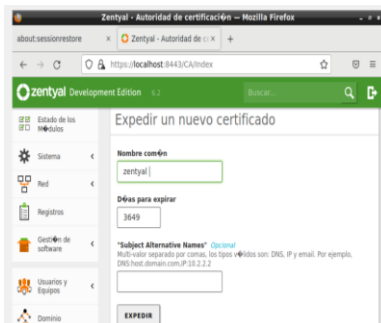 Zentyal - Autoridad de certificaci�n — Mozilla Firefox
about:sessionrestore
Zentyal - Autoridad de ce
https://localhost:8443/CA/Index
zentyal Development Edition 6.2
Buscar...
Estado de los M�dulos
Sistema
Red
Registros
Gesti�n de software
Usuarios y Equipos
Dominio
Expedir un nuevo certificado
Nombre com�n
zentyal
D�as para expirar
3649
"Subject Alternative Names" Opcional
Multi-valor separado por comas, los tipos v�lidos son: DNS, IP y email. Por ejemplo,
DNS:host.domain.com,IP:10.2.2.2
EXPEDIR